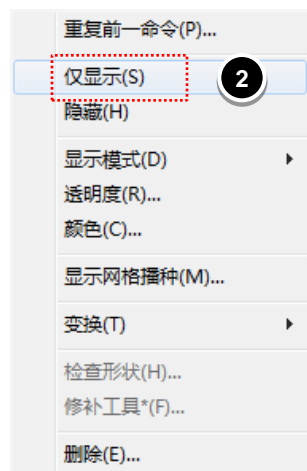 重复前一命令(P)...
仅显示(S)
2
隐藏(H)
显示模式(D)
透明度(R)...
颜色(C)...
显示网格播种(M)...
变换(T)
检查形状(H)...
修补工具*(F)...
删除(E)...